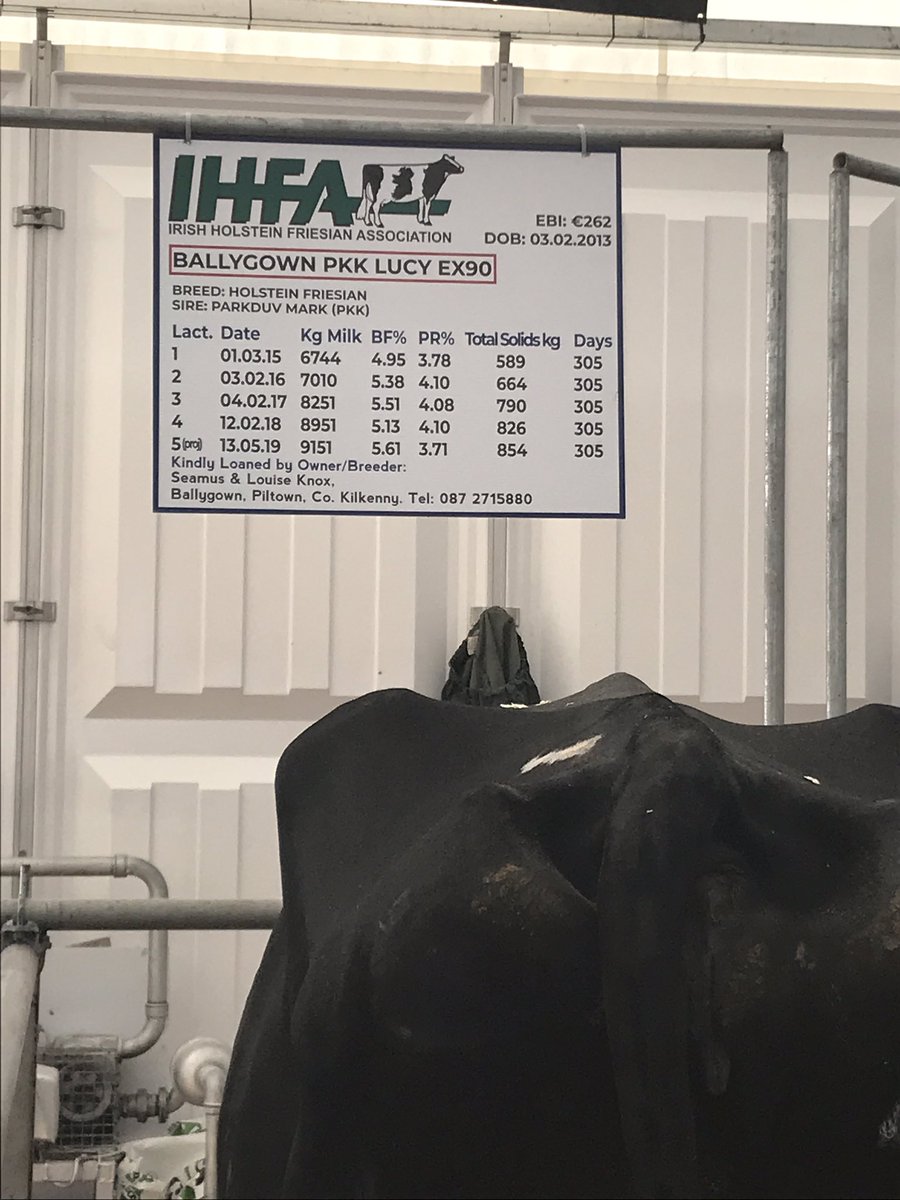 IHFA
IRISH HOLSTEIN FRIESIAN ASSOCIATION
EBI: €262
DOB: 03.02.2013
BALLYGOWN PKK LUCY EX90
BREED: HOLSTEIN FRIESIAN
SIRE: PARKDUV MARK (PKK)
Lact. Date Kg Milk BF% PR% Total Solids kg Days
1 01.03.15 6744 4.95 3.78 589 305
2 03.02.16 7010 5.38 4.10 664 305
3 04.02.17 8251 5.51 4.08 790 305
4 12.02.18 8951 5.13 4.10 826 305
5(proj) 13.05.19 9151 5.61 3.71 854 305
Kindly Loaned by Owner/Breeder:
Seamus & Louise Knox,
Ballygown, Piltown, Co. Kilkenny. Tel: 087 2715880